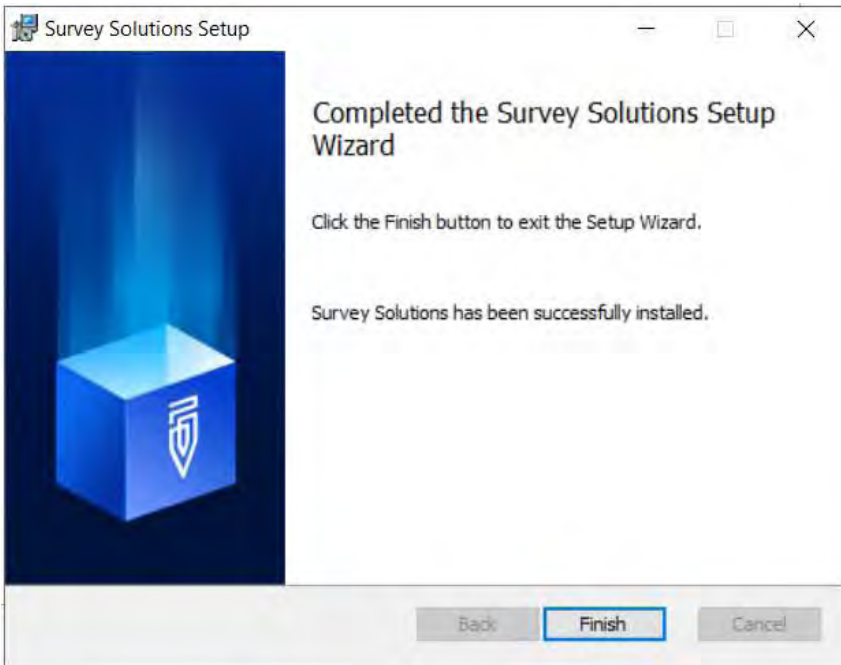 Survey Solutions Setup
Completed the Survey Solutions Setup
Wizard
Click the Finish button to exit the Setup Wizard.
Survey Solutions has been successfully installed.
Back
Finish
Cancel